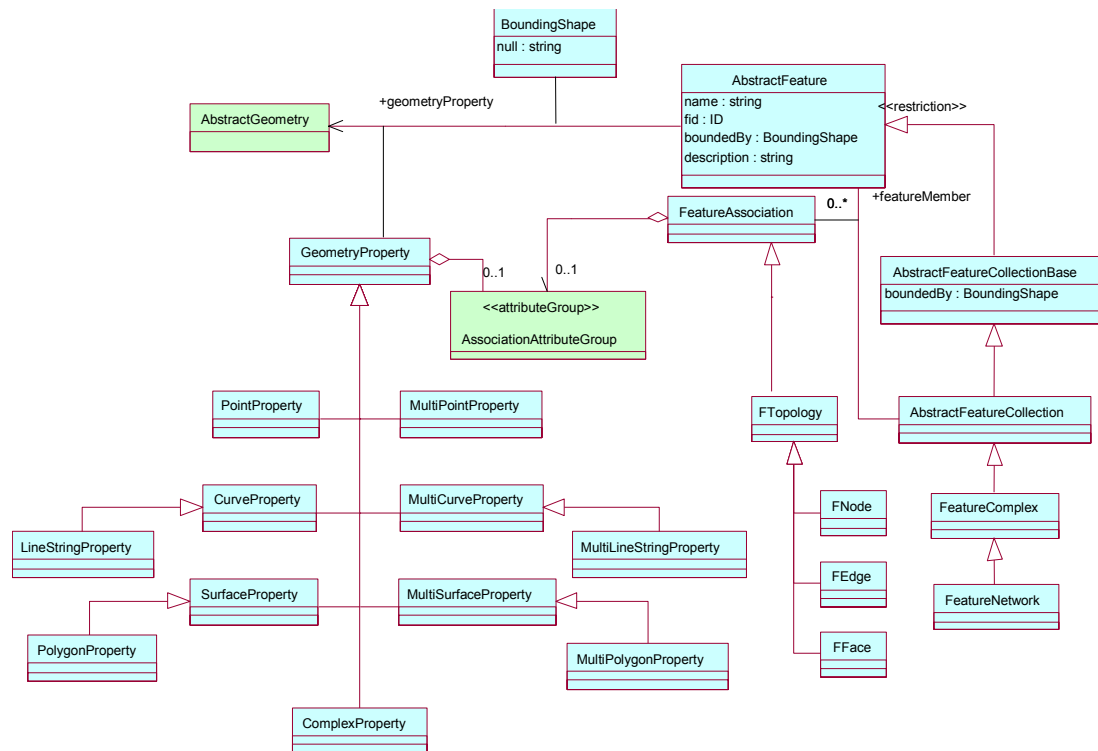 BoundingShape
null : string
AbstractFeature
name : string
fid : ID
boundedBy : BoundingShape
description : string
+geometryProperty
<<restriction>>
AbstractGeometry
+featureMember
0..*
FeatureAssociation
GeometryProperty
0..1
0..1
AbstractFeatureCollectionBase
boundedBy : BoundingShape
<<attributeGroup>>
AssociationAttributeGroup
PointProperty
MultiPointProperty
FTopology
AbstractFeatureCollection
CurveProperty
MultiCurveProperty
FNode
FeatureComplex
LineStringProperty
MultiLineStringProperty
FEdge
FeatureNetwork
SurfaceProperty
MultiSurfaceProperty
PolygonProperty
MultiPolygonProperty
FFace
ComplexProperty